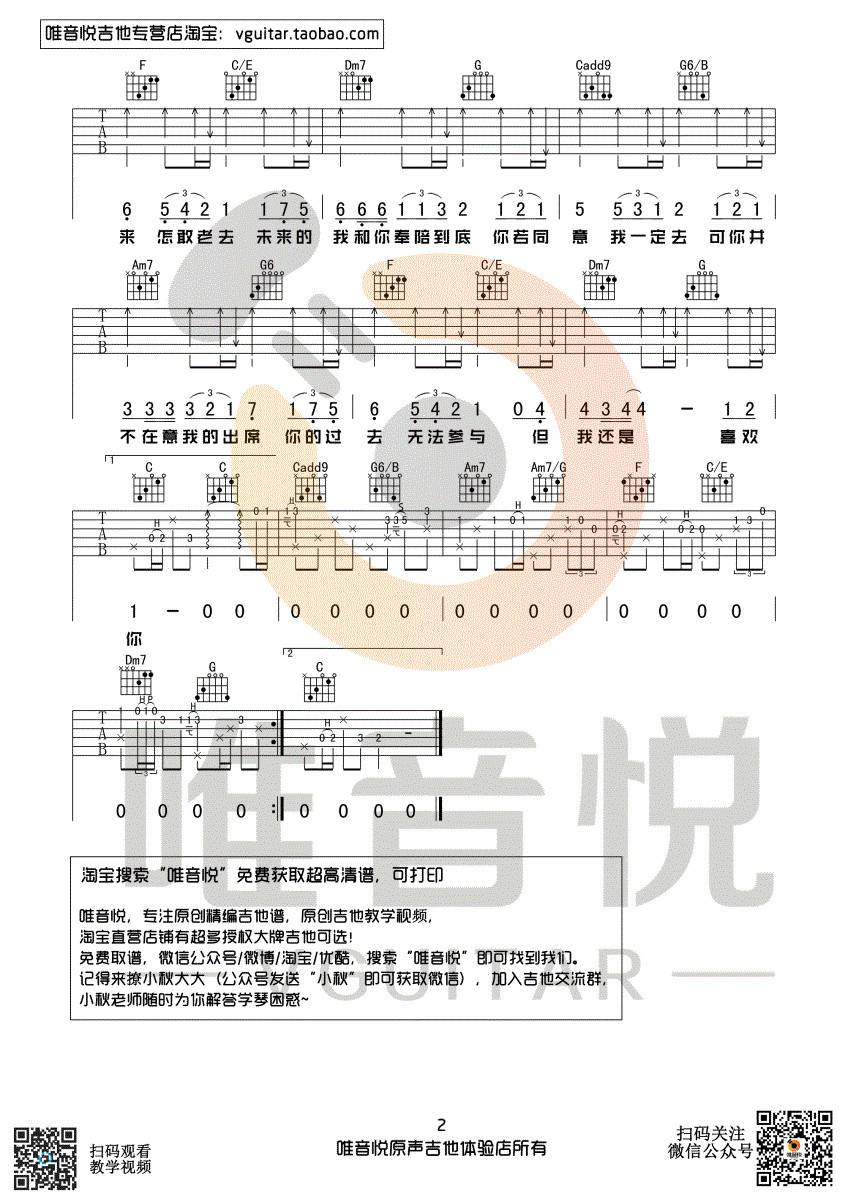 唯音悦吉他专营店淘宝：vguitar.taobao.com
F C/E Dm7 G Cadd9 G6/B
T
A
B
6 5 4 2 1 1 7 5 6 6 6 1 1 3 2 1 2 1 5 5 3 1 2 1 2 1
来 怎敢老去 未来的 我和你奉陪到底 你若同 意 我一定去 可你并
Am7 G6 F C/E Dm7 G
T
A
B
3 3 3 3 2 1 7 1 7 5 6 5 4 2 1 0 4 4 3 4 4 - 1 2
不在意我的出席 你的过 去 无法参与 但 我还是 喜欢
1
C C Cadd9 G6/B Am7 Am7/G F C/E
T
A
B
1 - 0 0 0 0 0 0 0 0 0 0 0 0 0 0
你
2
Dm7 G C
T
A
B
0 0 0 0 : 0 0 0 0
唯音悦
VGUITAR
淘宝搜索“唯音悦”免费获取超高清谱，可打印
唯音悦，专注原创精编吉他谱，原创吉他教学视频，
淘宝直营店铺有超多授权大牌吉他可选！
免费取谱，微信公众号/微博/淘宝/优酷，搜索“唯音悦”即可找到我们。
记得来撩小秋大大（公众号发送“小秋”即可获取微信），加入吉他交流群，
小秋老师随时为你解答学琴困惑~
2
唯音悦原声吉他体验店所有
扫码观看
教学视频
扫码关注
微信公众号